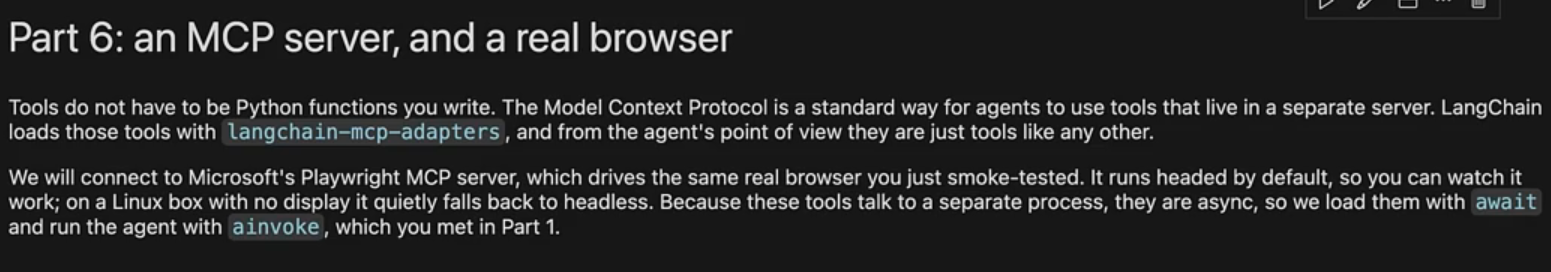 Part 6: an MCP server, and a real browser
Tools do not have to be Python functions you write. The Model Context Protocol is a standard way for agents to use tools that live in a separate server. LangChain
loads those tools with langchain-mcp-adapters, and from the agent's point of view they are just tools like any other.
We will connect to Microsoft's Playwright MCP server, which drives the same real browser you just smoke-tested. It runs headed by default, so you can watch it
work; on a Linux box with no display it quietly falls back to headless. Because these tools talk to a separate process, they are async, so we load them with await
and run the agent with ainvoke, which you met in Part 1.